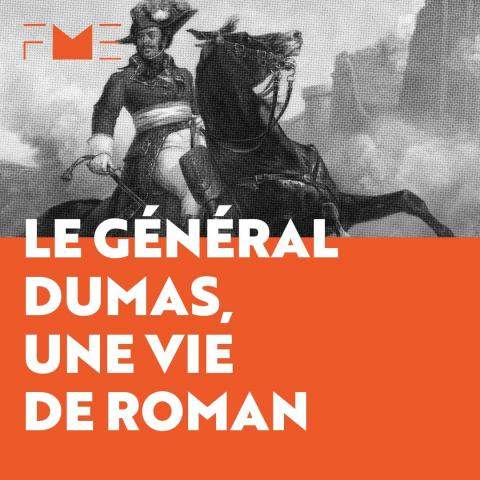 FME
LE GÉNÉRAL
DUMAS,
UNE VIE
DE ROMAN